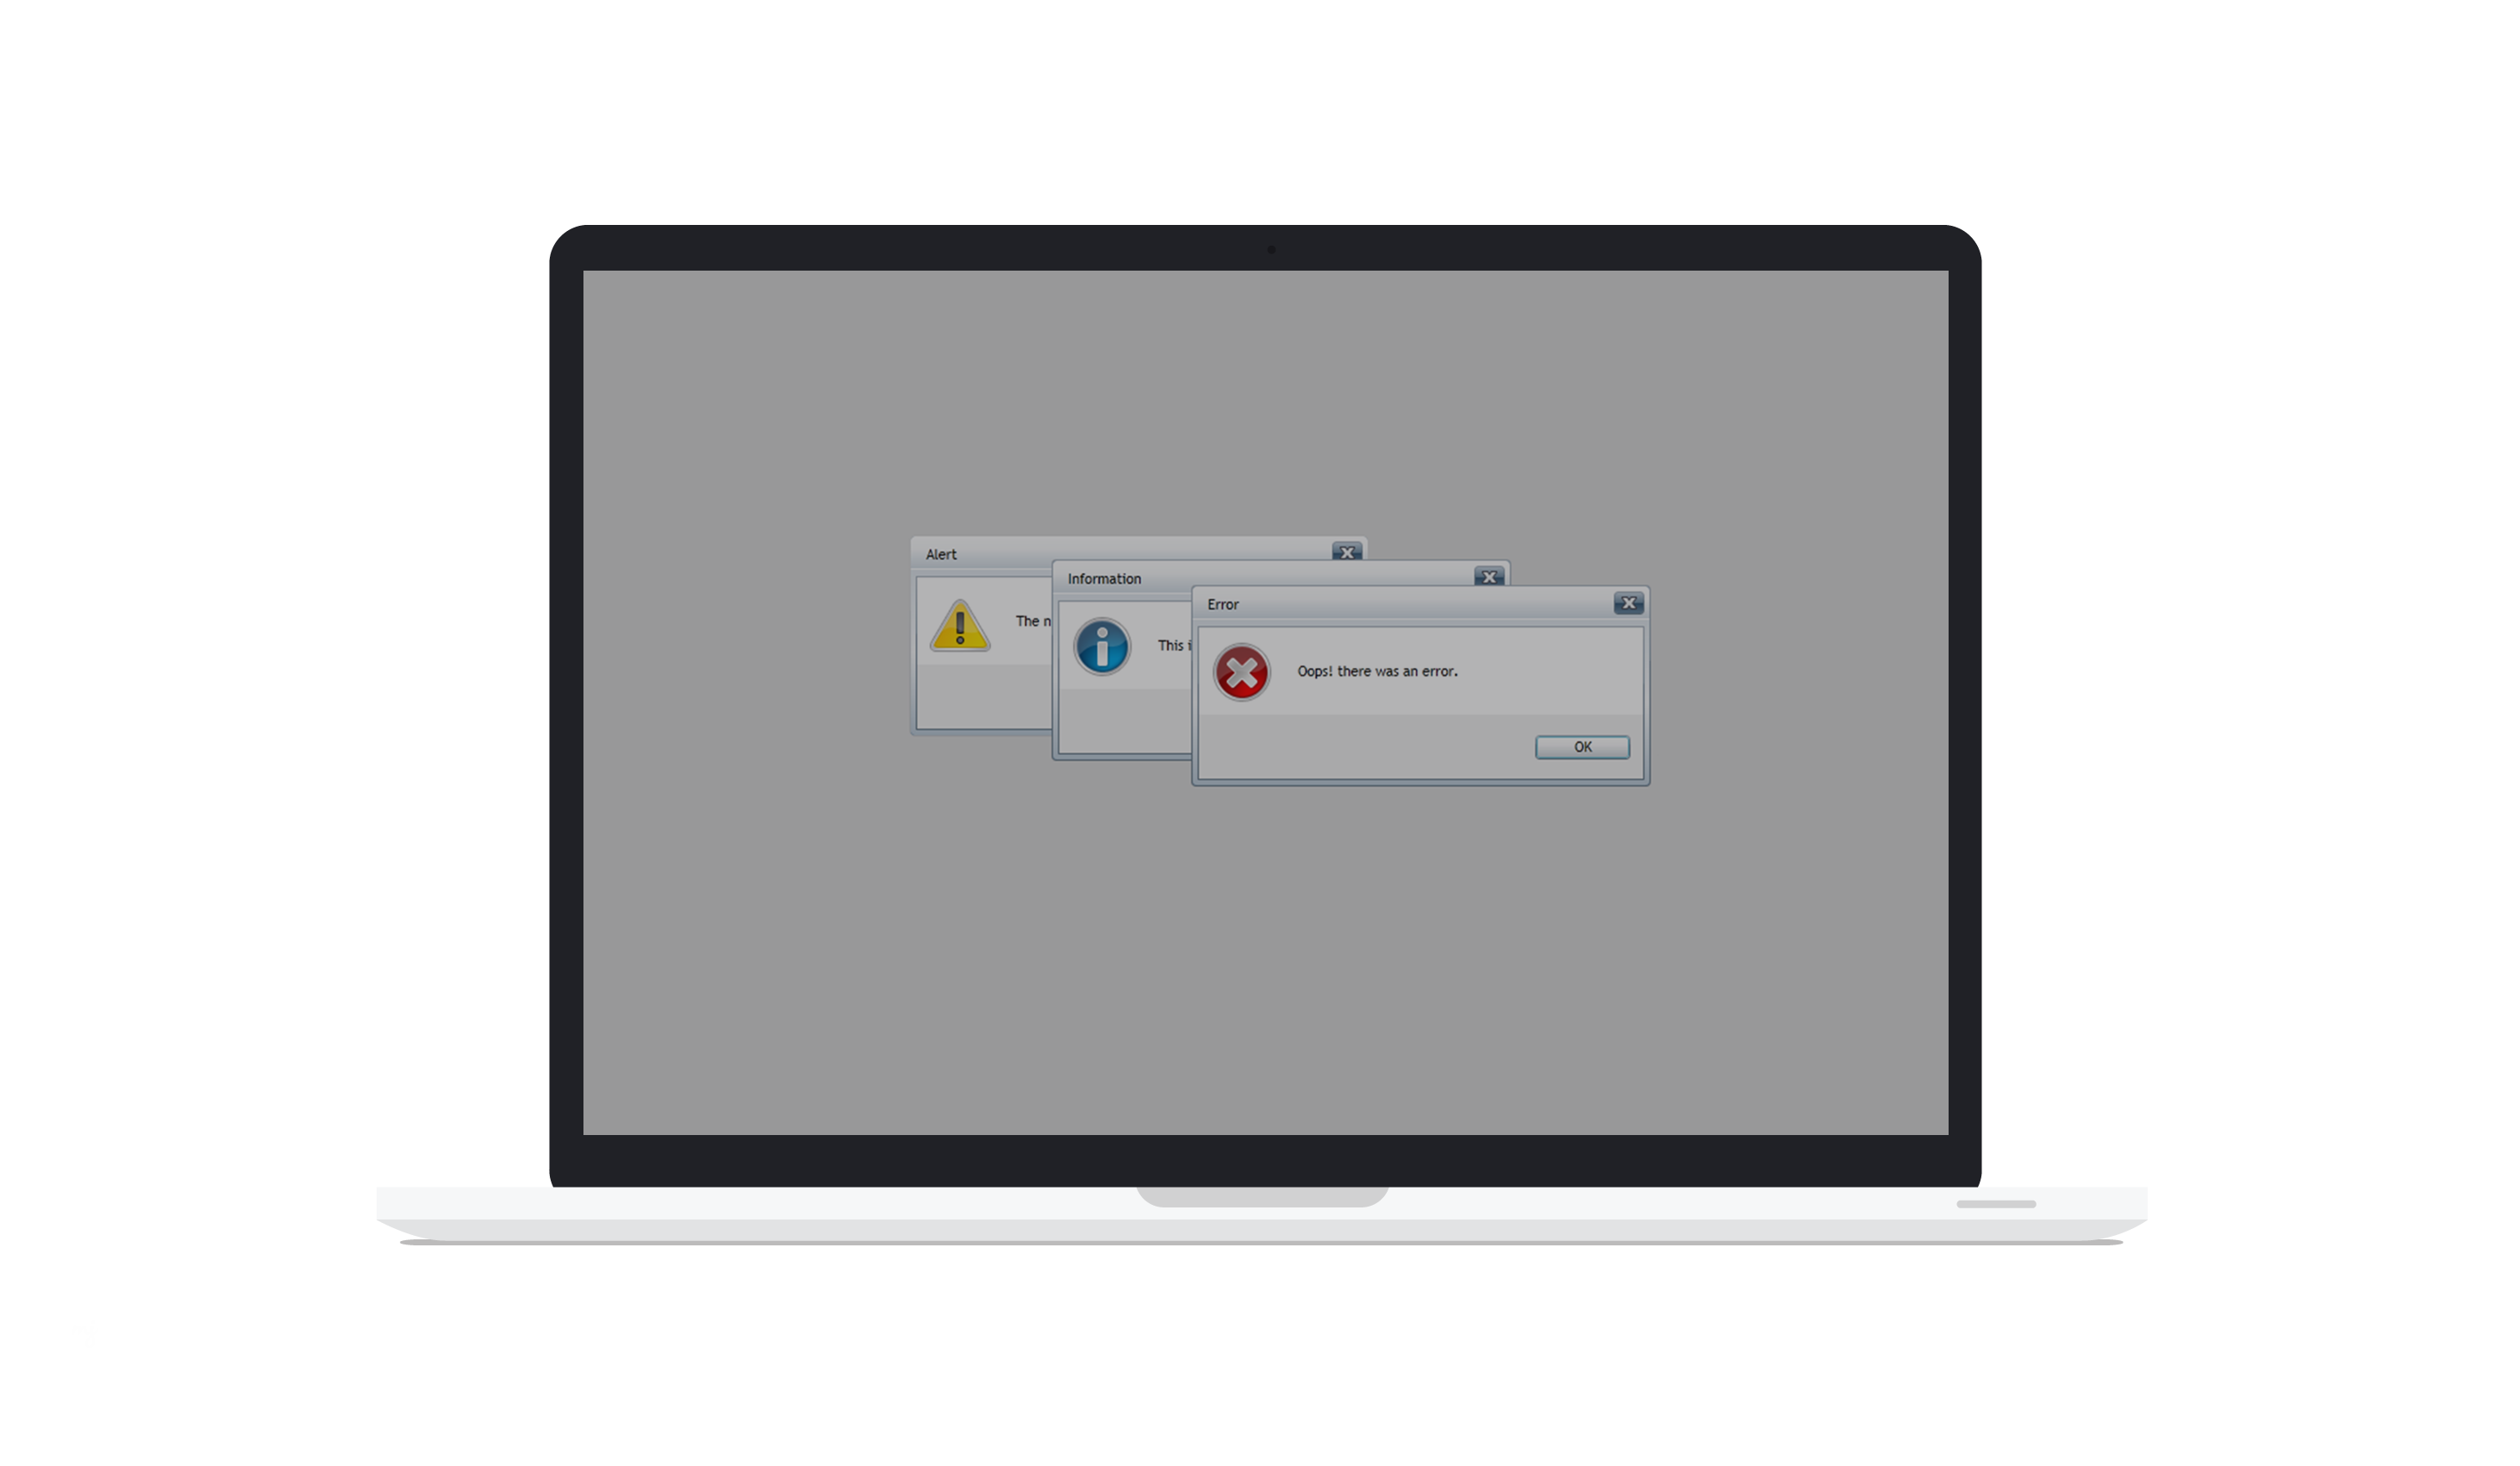 Alert
The
Information
This
Error
Oops! there was an error.
OK